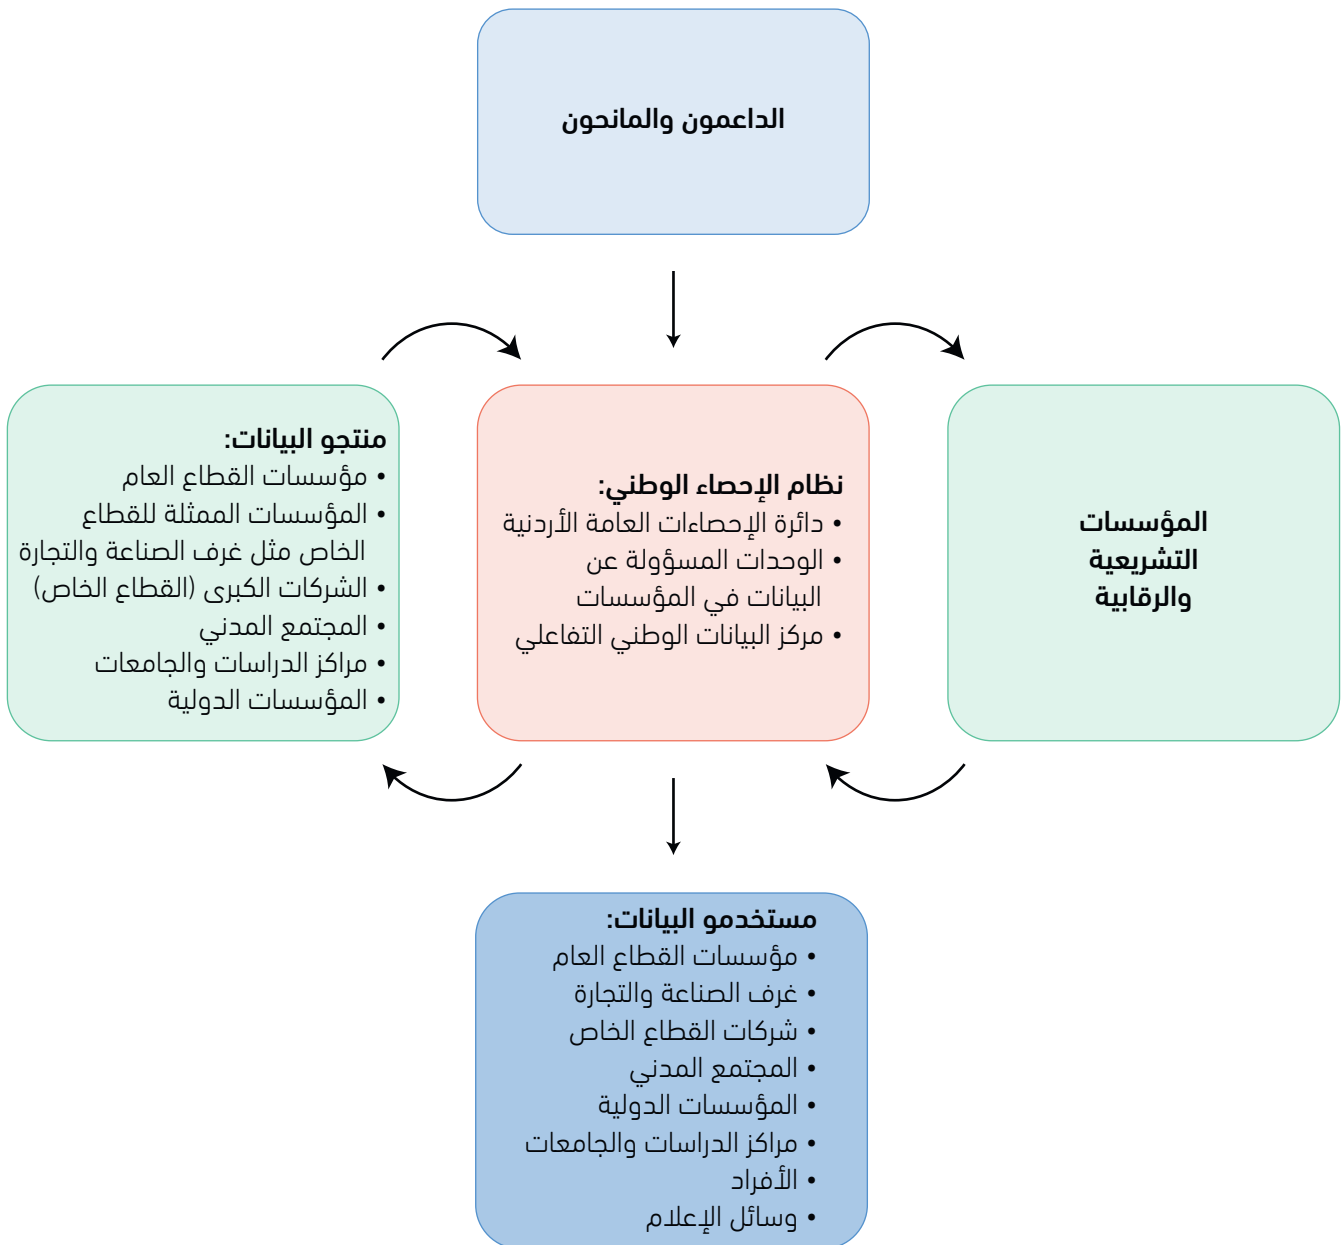 الداعمون والمانحون
المؤسسات
التشريعية
والرقابية
نظام الإحصاء الوطني:
• دائرة الإحصاءات العامة الأردنية
• الوحدات المسؤولة عن
البيانات في المؤسسات
• مركز البيانات الوطني التفاعلي
منتجو البيانات:
• مؤسسات القطاع العام
• المؤسسات الممثلة للقطاع
الخاص مثل غرف الصناعة والتجارة
• الشركات الكبرى (القطاع الخاص)
• المجتمع المدني
• مراكز الدراسات والجامعات
• المؤسسات الدولية
مستخدمو البيانات:
• مؤسسات القطاع العام
• غرف الصناعة والتجارة
• شركات القطاع الخاص
• المجتمع المدني
• المؤسسات الدولية
• مراكز الدراسات والجامعات
• الأفراد
• وسائل الإعلام